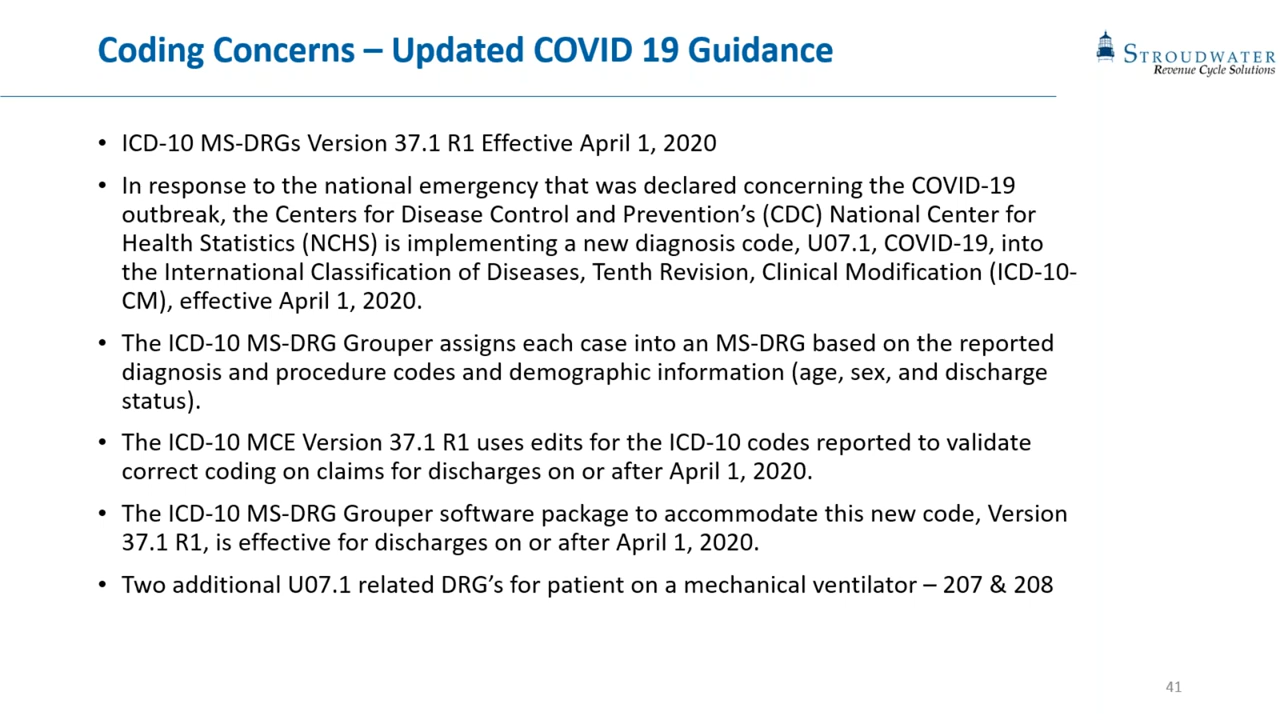 Coding Concerns – Updated COVID 19 Guidance
STROUDWATER
Revenue Cycle Solutions
• ICD-10 MS-DRGs Version 37.1 R1 Effective April 1, 2020
• In response to the national emergency that was declared concerning the COVID-19
outbreak, the Centers for Disease Control and Prevention’s (CDC) National Center for
Health Statistics (NCHS) is implementing a new diagnosis code, U07.1, COVID-19, into
the International Classification of Diseases, Tenth Revision, Clinical Modification (ICD-10-
CM), effective April 1, 2020.
• The ICD-10 MS-DRG Grouper assigns each case into an MS-DRG based on the reported
diagnosis and procedure codes and demographic information (age, sex, and discharge
status).
• The ICD-10 MCE Version 37.1 R1 uses edits for the ICD-10 codes reported to validate
correct coding on claims for discharges on or after April 1, 2020.
• The ICD-10 MS-DRG Grouper software package to accommodate this new code, Version
37.1 R1, is effective for discharges on or after April 1, 2020.
• Two additional U07.1 related DRG’s for patient on a mechanical ventilator – 207 & 208
41